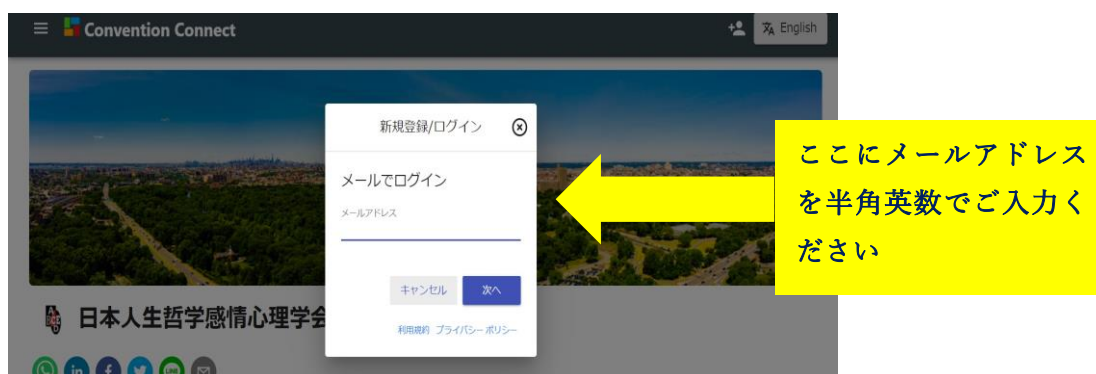 Convention Connect
English
新規登録/ログイン
メールでログイン
メールアドレス
キャンセル 次へ
利用規約 プライバシー ポリシー
日本人生哲学感情心理学会
ここにメールアドレス
を半角英数でご入力く
ださい